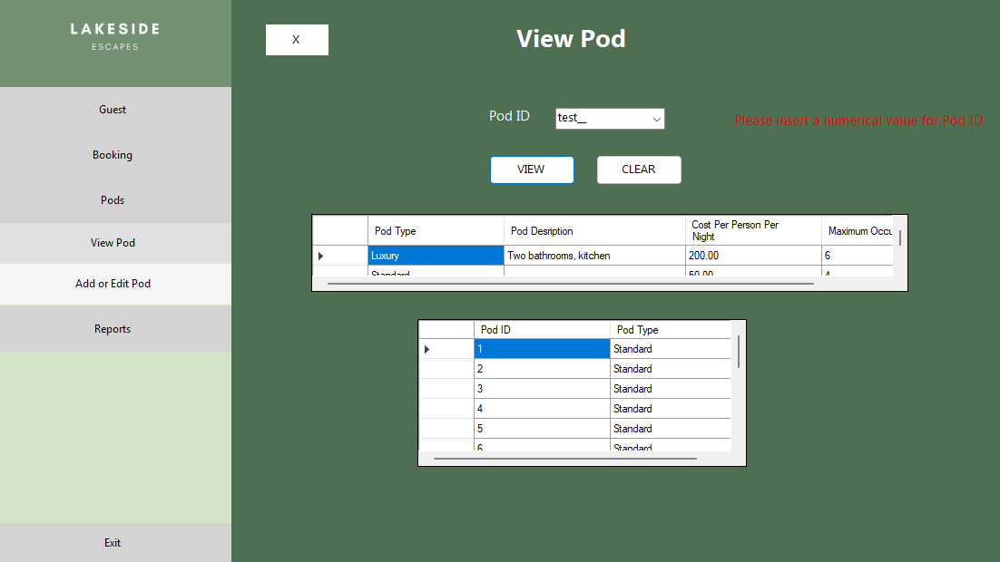 LAKESIDE
ESCAPES
Guest
Booking
Pods
View Pod
Add or Edit Pod
Reports
Exit
X
View Pod
Pod ID
test__
Please insert a numerical value for Pod ID
VIEW
CLEAR
Pod Type Pod Desription Cost Per Person Per Night Maximum Occu
Luxury Two bathrooms, kitchen 200.00 6
Standard 50.00 4
Pod ID Pod Type
1 Standard
2 Standard
3 Standard
4 Standard
5 Standard
6 Standard